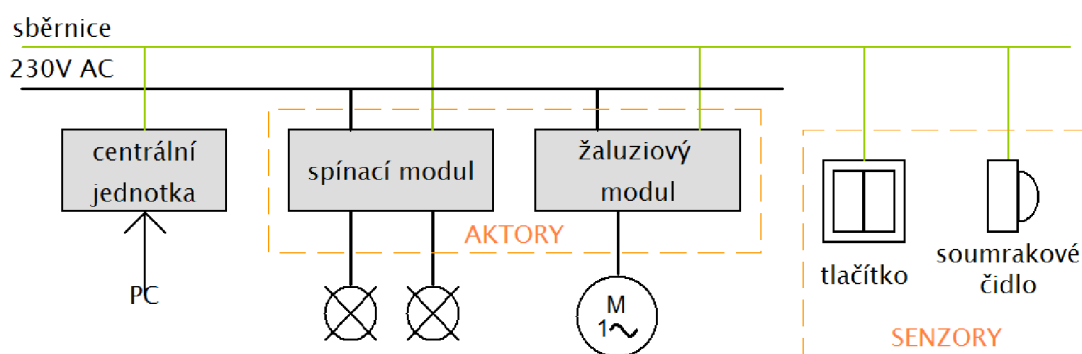 sběrnice
230V AC
centrální
jednotka
spínací modul
žaluziový
modul
AKTORY
PC
M
1~
tlačítko
soumrakové
čidlo
SENZORY